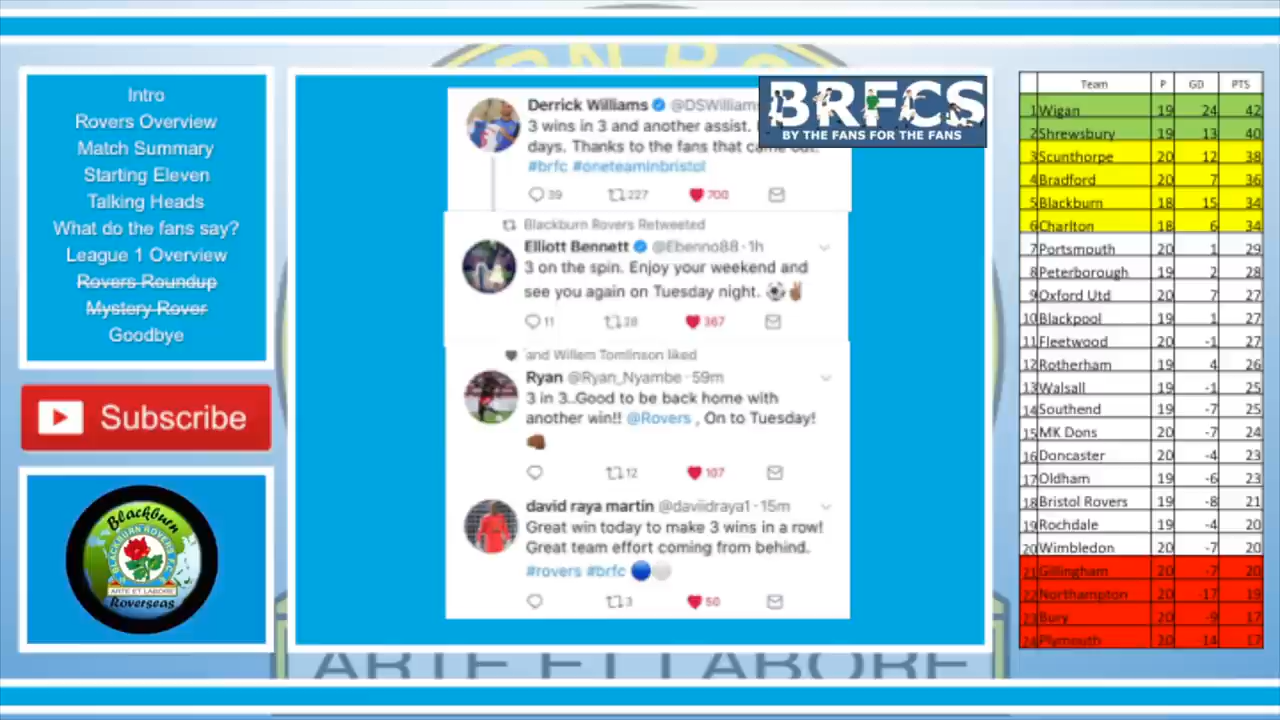 Intro
Rovers Overview
Match Summary
Starting Eleven
Talking Heads
What do the fans say?
League 1 Overview
Rovers Roundup
Mystery Rover
Goodbye
Subscribe
Blackburn
BLACKBURN ROVERS F.C.
ARTE ET LABORE
Roverseas
Derrick Williams @DSWilliams
3 wins in 3 and another assist.
days. Thanks to the fans that came out.
#brfc #oneteaminbristol
39 227 700
BRFCS
BY THE FANS FOR THE FANS
Blackburn Rovers Retweeted
Elliott Bennett @Ebenno88 · 1h
3 on the spin. Enjoy your weekend and
see you again on Tuesday night. ⚽✌🏽
11 28 367
and Willem Tomlinson liked
Ryan @Ryan_Nyambe · 59m
3 in 3..Good to be back home with
another win!! @Rovers , On to Tuesday!
👊🏾
12 107
david raya martin @daviidraya1 · 15m
Great win today to make 3 wins in a row!
Great team effort coming from behind.
#rovers #brfc 🔵⚪
3 50
Team P GD PTS
1 Wigan 19 24 42
2 Shrewsbury 19 13 40
3 Scunthorpe 20 12 38
4 Bradford 20 7 36
5 Blackburn 18 15 34
6 Charlton 18 6 34
7 Portsmouth 20 1 29
8 Peterborough 19 2 28
9 Oxford Utd 20 7 27
10 Blackpool 19 1 27
11 Fleetwood 20 -1 27
12 Rotherham 19 4 26
13 Walsall 19 -1 25
14 Southend 19 -7 25
15 MK Dons 20 -7 24
16 Doncaster 20 -4 23
17 Oldham 19 -6 23
18 Bristol Rovers 19 -8 21
19 Rochdale 19 -4 20
20 Wimbledon 20 -7 20
21 Gillingham 20 -7 20
22 Northampton 20 -17 19
23 Bury 20 -9 17
24 Plymouth 20 -14 17
ARTE ET LABORE